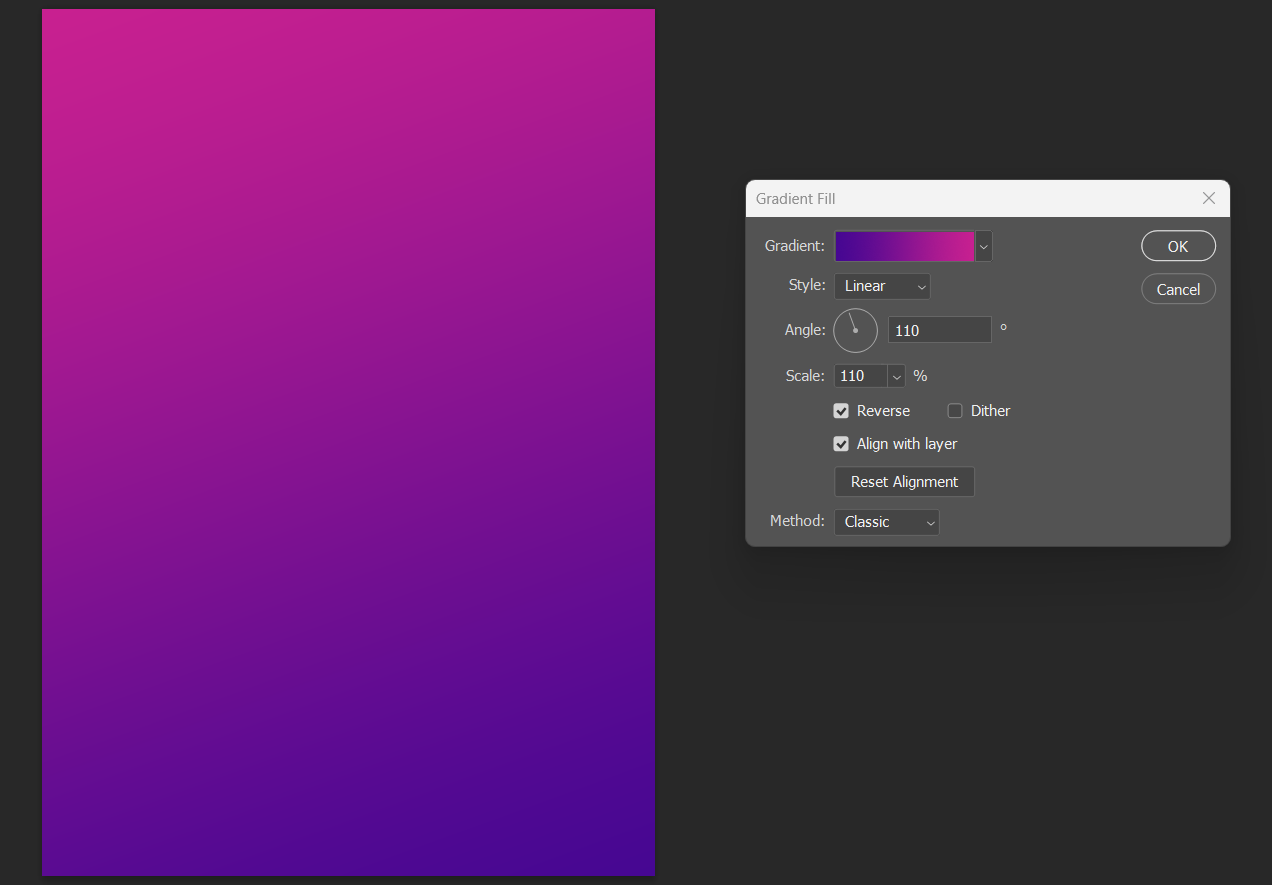 Gradient Fill
Gradient:
OK
Style: Linear
Cancel
Angle: 110 °
Scale: 110 %
Reverse Dither
Align with layer
Reset Alignment
Method: Classic